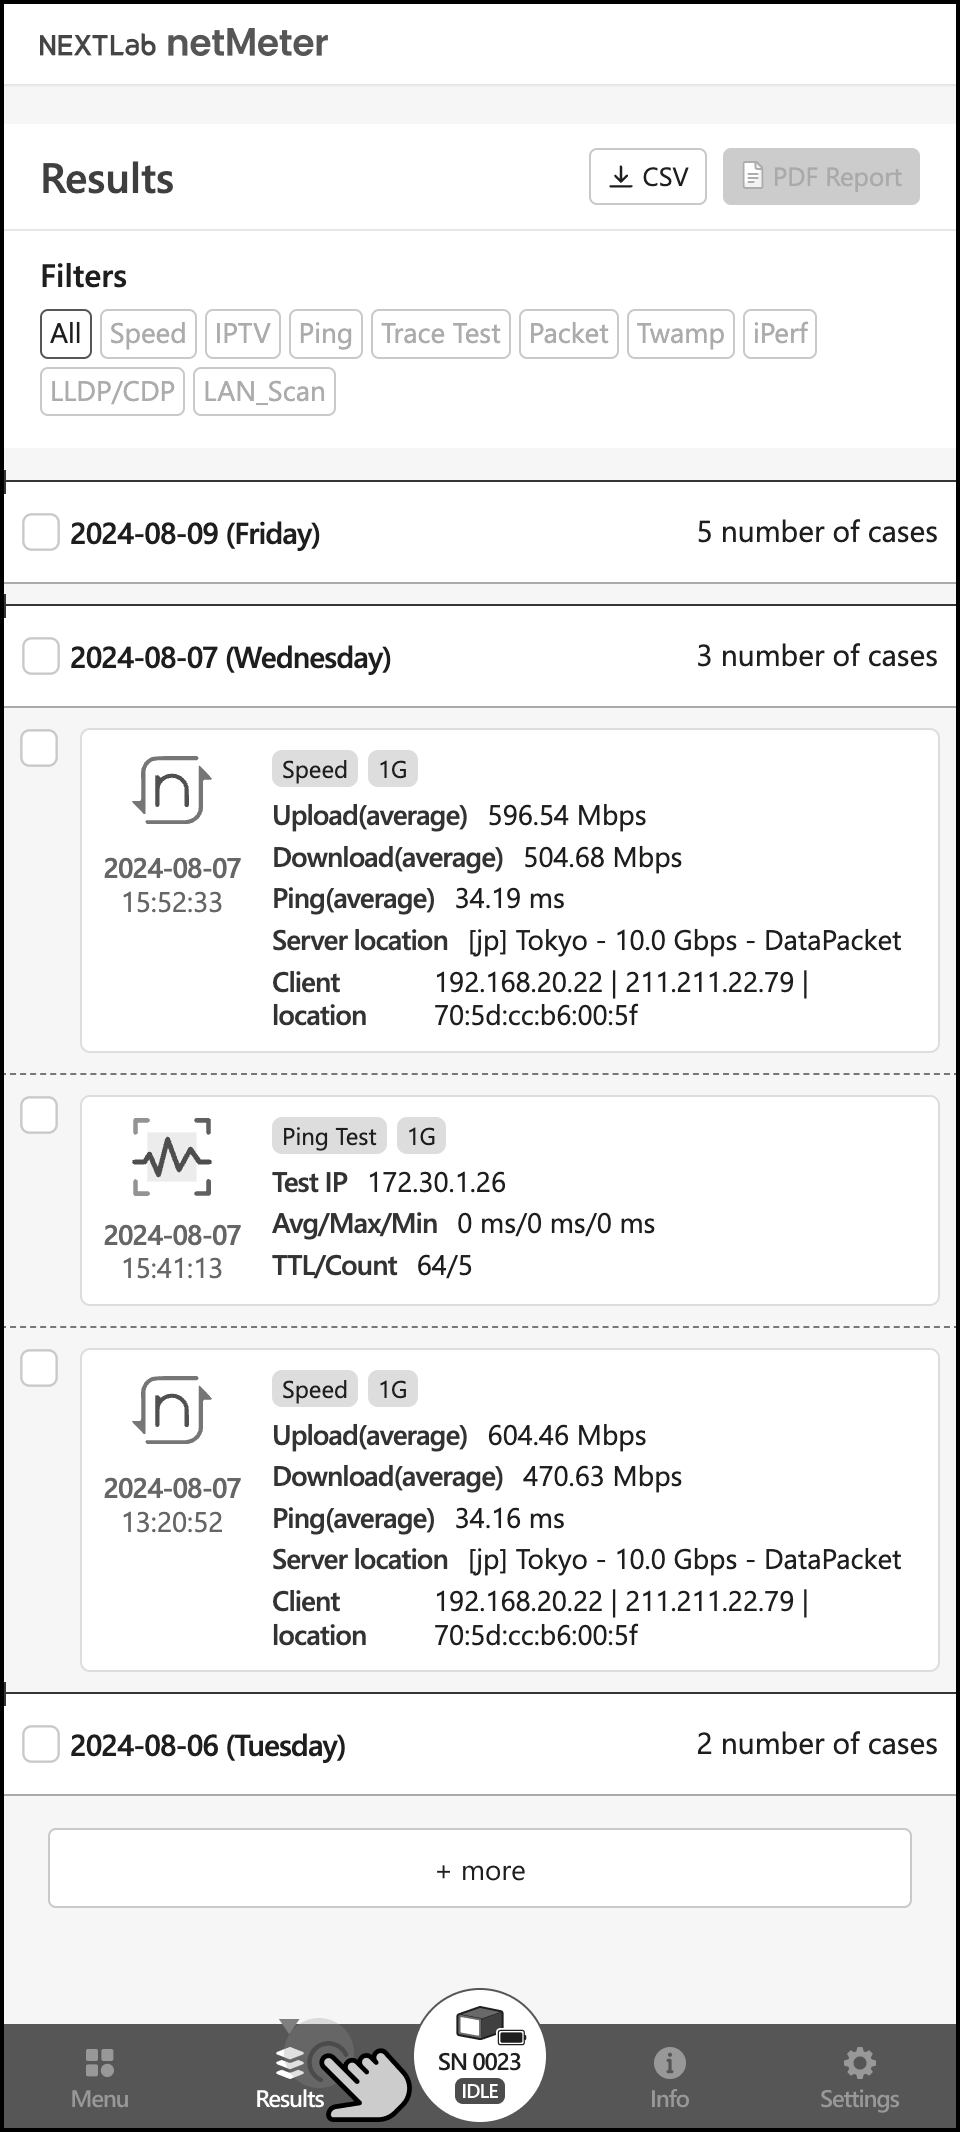 NEXTLab netMeter
Results
CSV
PDF Report
Filters
All Speed IPTV Ping Trace Test Packet Twamp iPerf
LLDP/CDP LAN_Scan
2024-08-09 (Friday) 5 number of cases
2024-08-07 (Wednesday) 3 number of cases
Speed 1G
Upload(average) 596.54 Mbps
Download(average) 504.68 Mbps
Ping(average) 34.19 ms
Server location [jp] Tokyo - 10.0 Gbps - DataPacket
Client location 192.168.20.22 | 211.211.22.79 |
70:5d:cc:b6:00:5f
2024-08-07
15:52:33
Ping Test 1G
Test IP 172.30.1.26
Avg/Max/Min 0 ms/0 ms/0 ms
TTL/Count 64/5
2024-08-07
15:41:13
Speed 1G
Upload(average) 604.46 Mbps
Download(average) 470.63 Mbps
Ping(average) 34.16 ms
Server location [jp] Tokyo - 10.0 Gbps - DataPacket
Client location 192.168.20.22 | 211.211.22.79 |
70:5d:cc:b6:00:5f
2024-08-07
13:20:52
2024-08-06 (Tuesday) 2 number of cases
+ more
Menu
Results
SN 0023
IDLE
Info
Settings